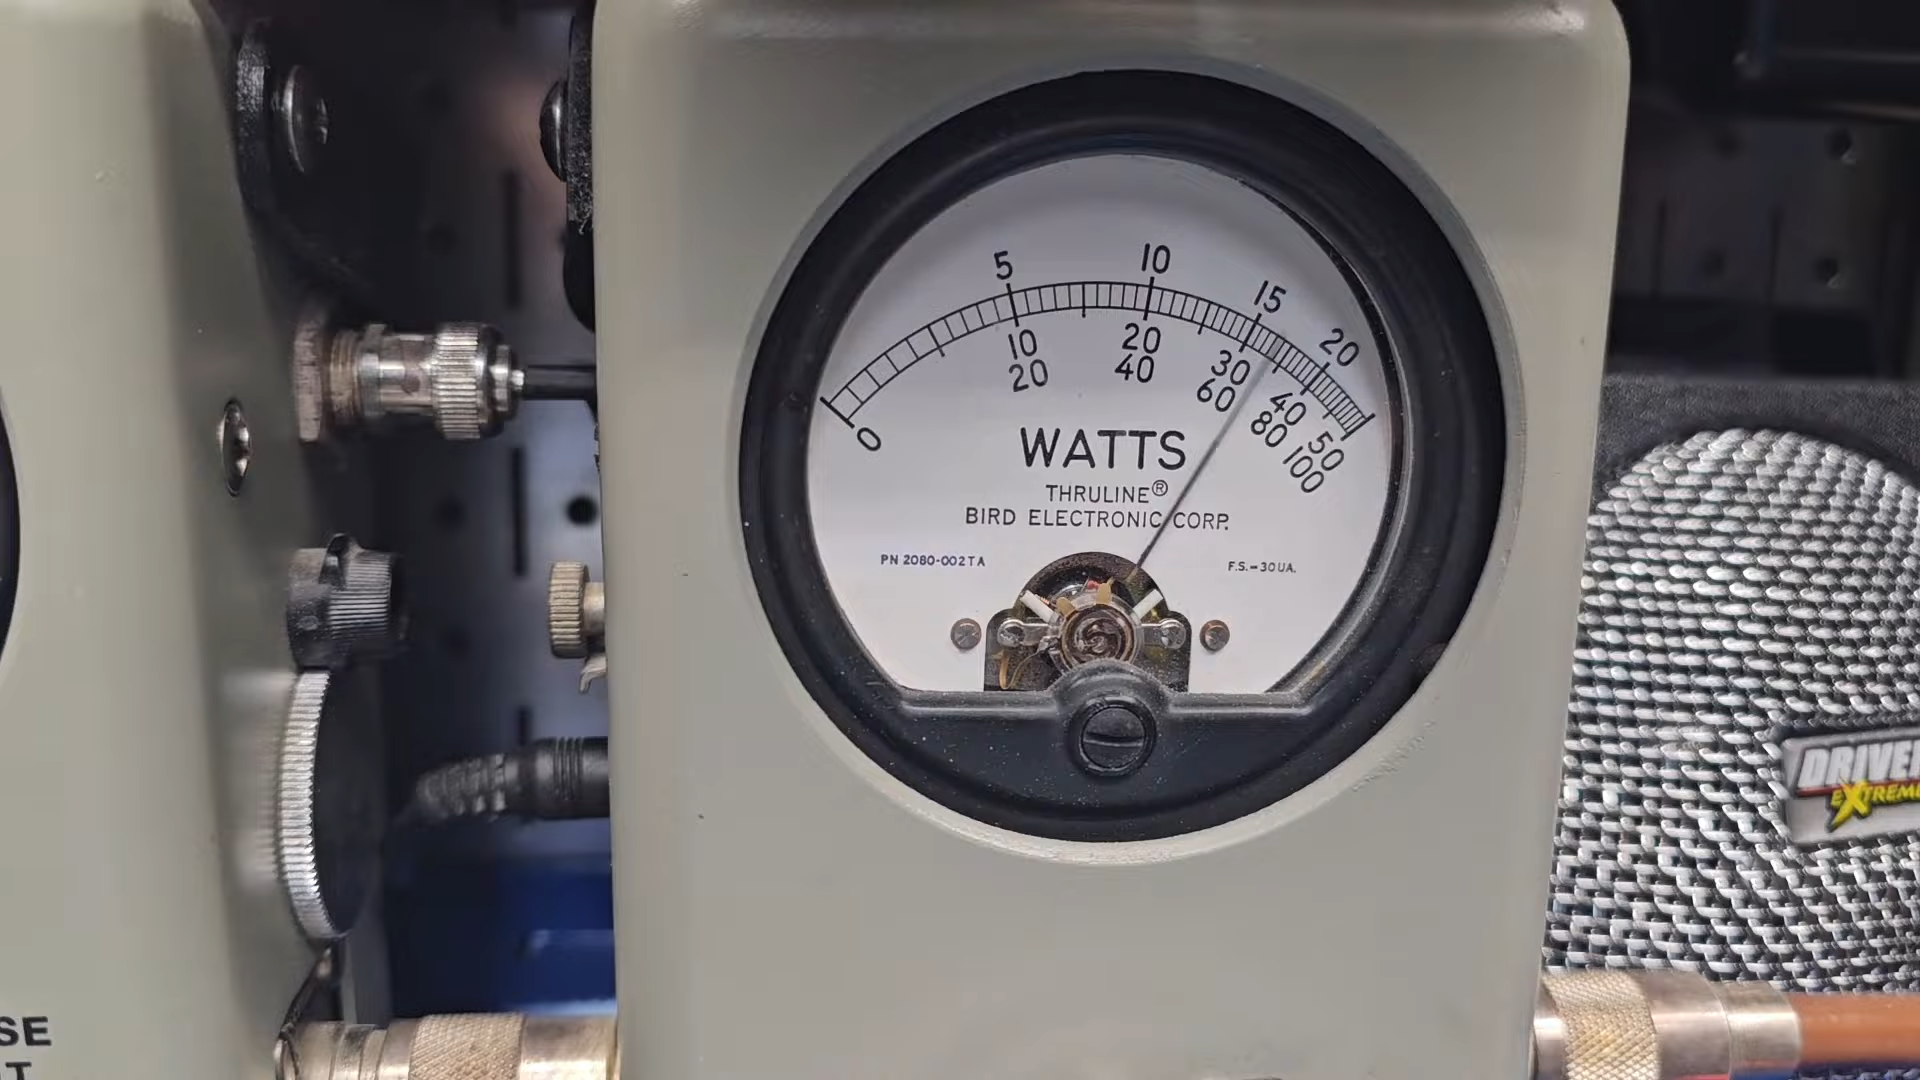 5 10 15 20
0 10 20 30 40 50
20 40 60 80 100
WATTS
THRULINE®
BIRD ELECTRONIC CORP.
PN 2080-002TA
F.S.-30UA.
DRIVER
EXTREME
SE
IT